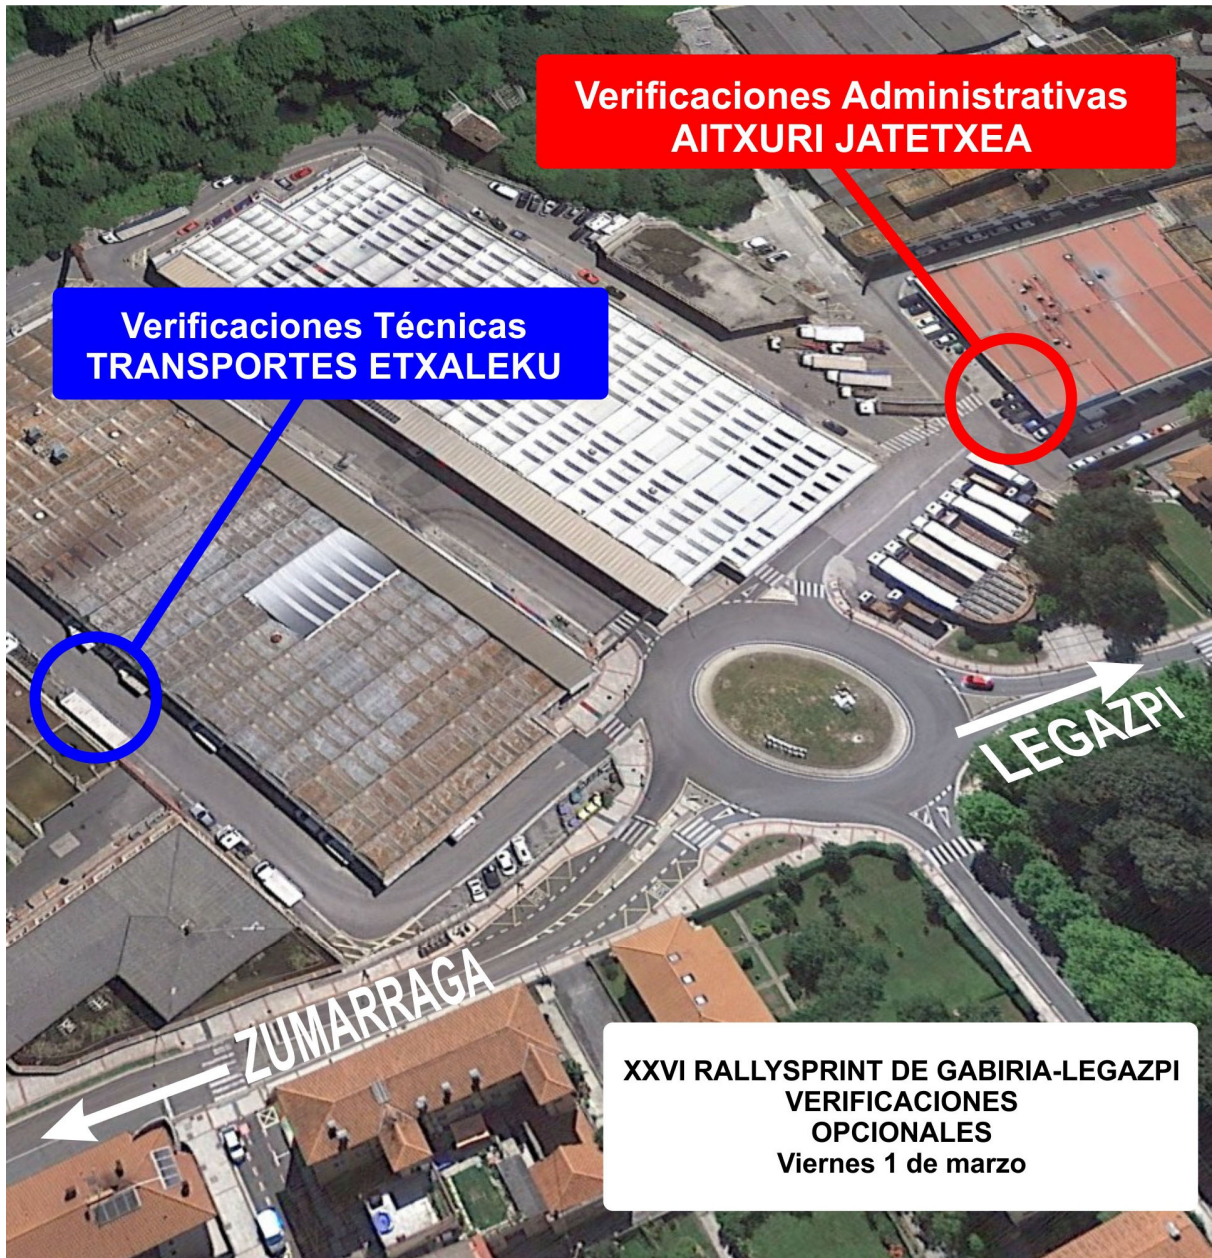 Verificaciones Administrativas
AITXURI JATETXEA
Verificaciones Técnicas
TRANSPORTES ETXALEKU
LEGAZPI
ZUMARRAGA
XXVI RALLYSPRINT DE GABIRIA-LEGAZPI
VERIFICACIONES
OPCIONALES
Viernes 1 de marzo